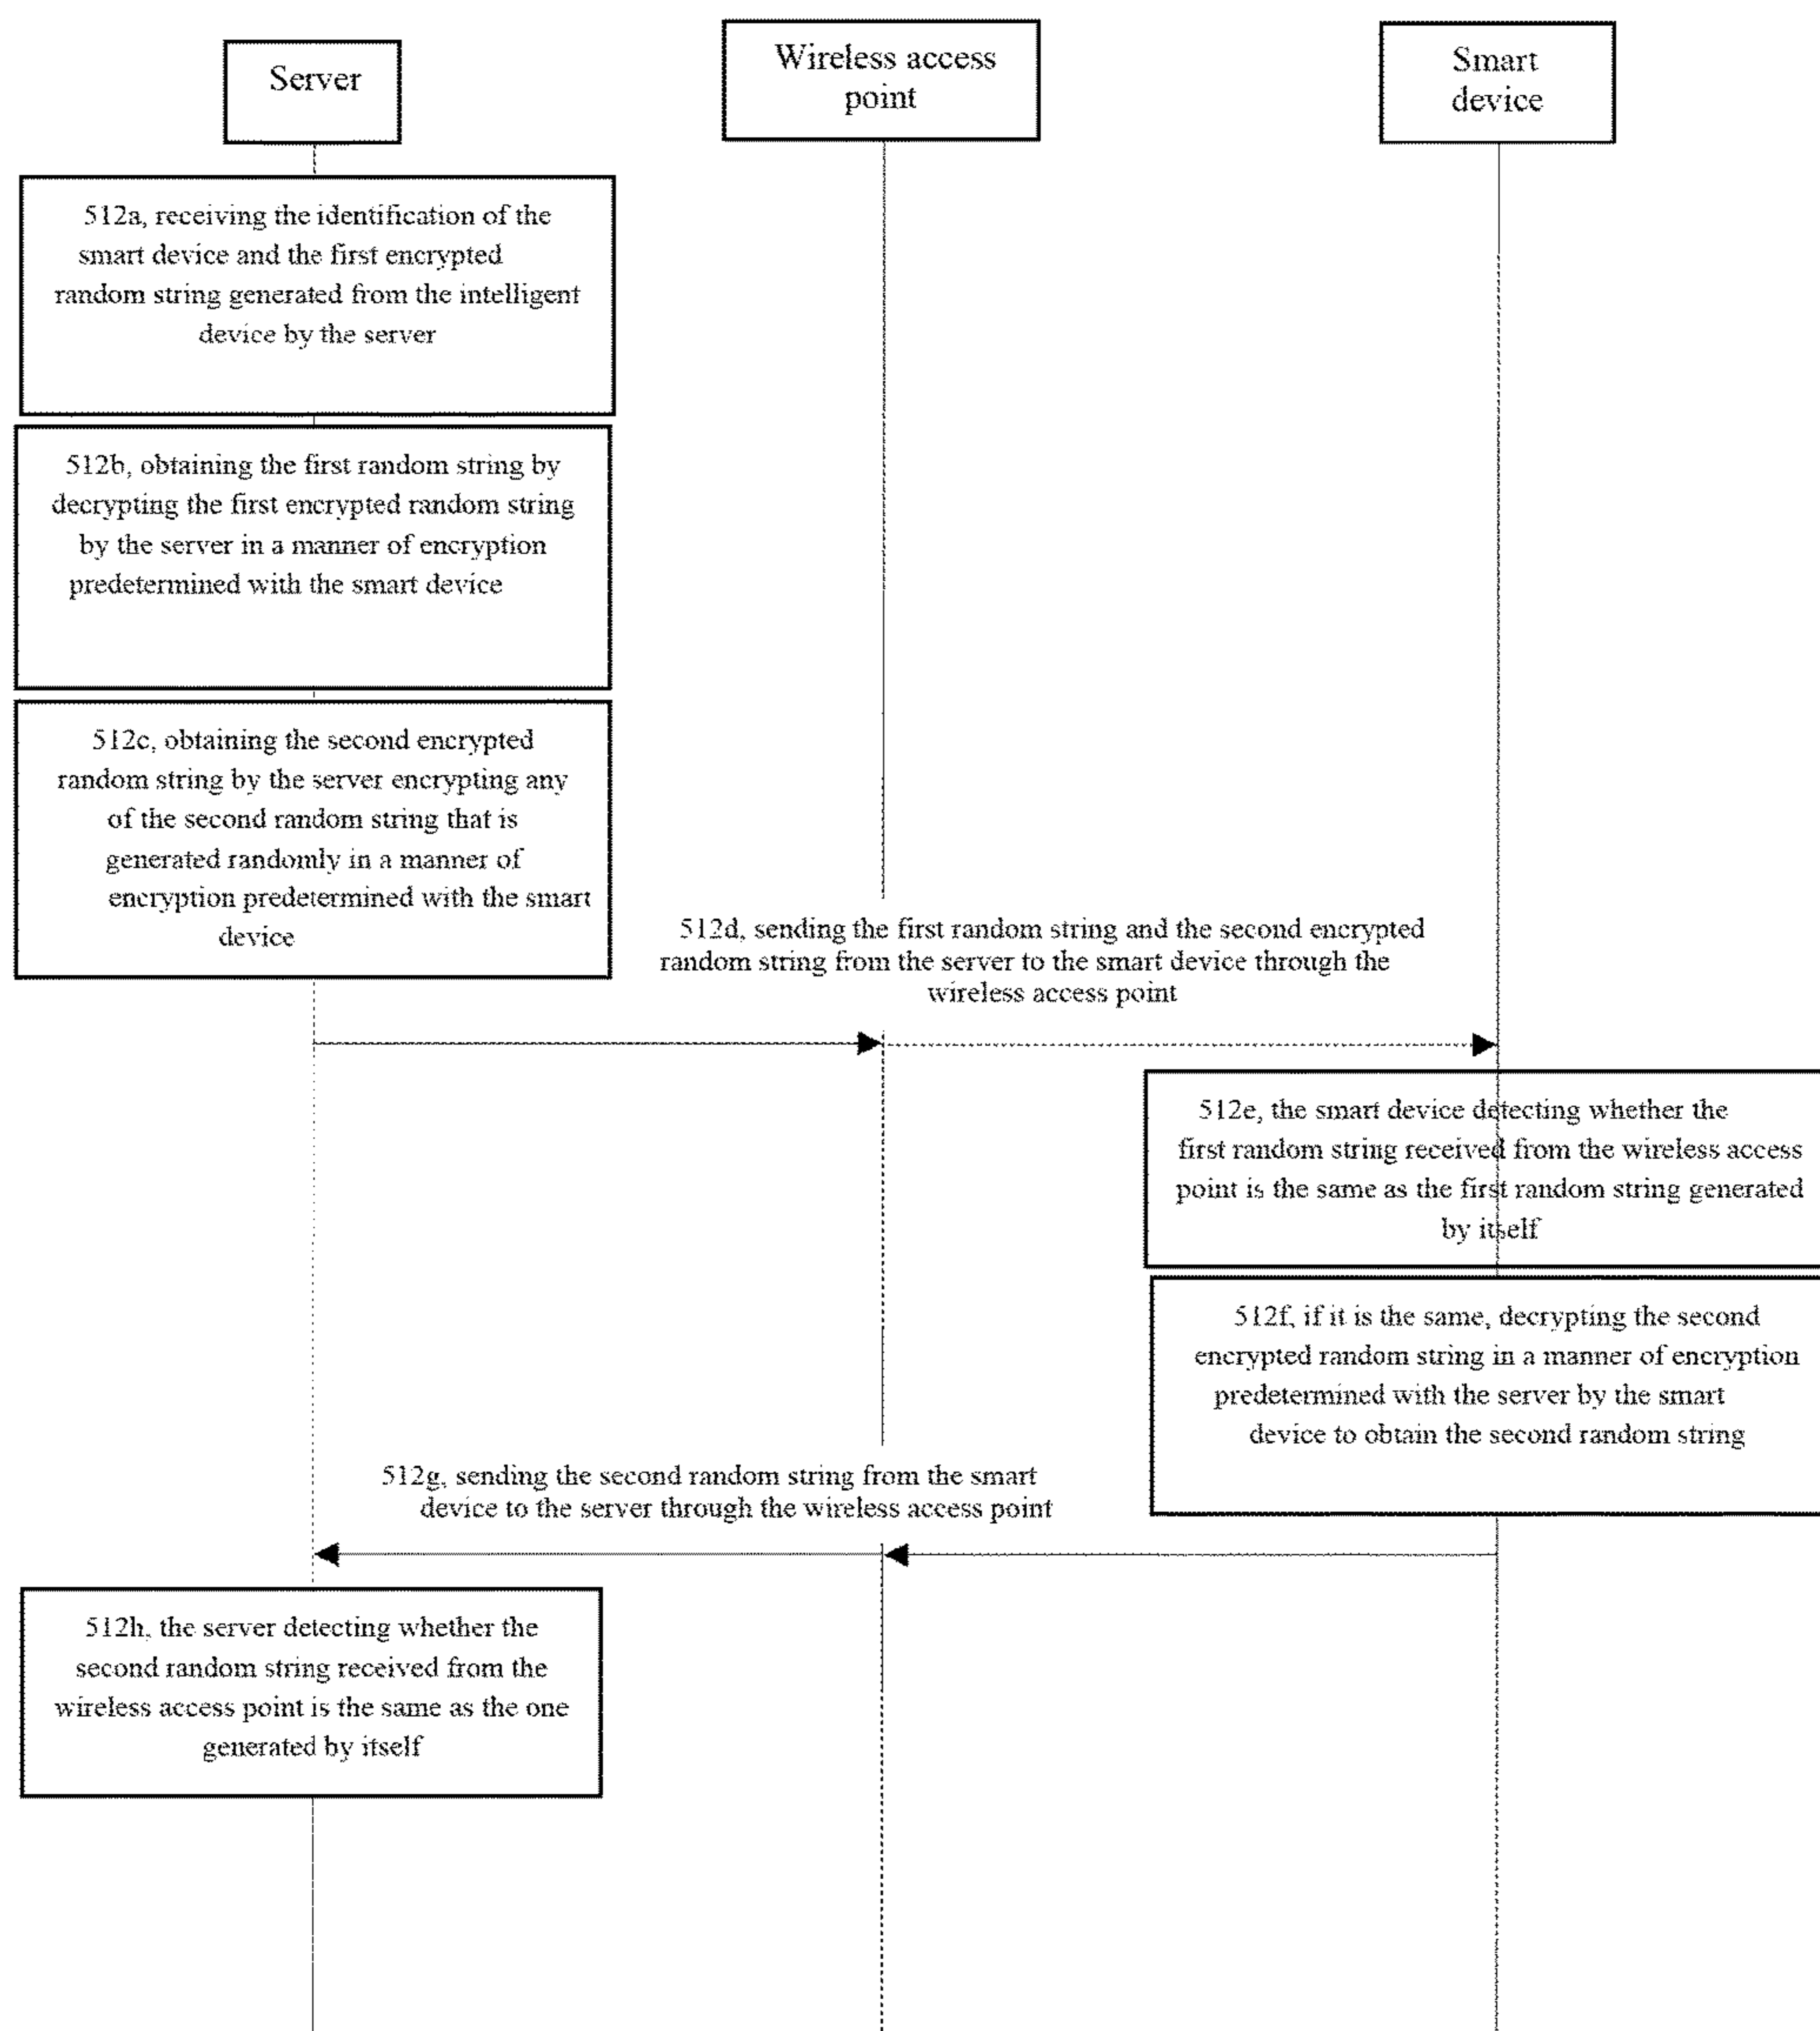 Server
Wireless access
point
Smart
device
512a, receiving the identification of the
smart device and the first encrypted
random string generated from the intelligent
device by the server
512b, obtaining the first random string by
decrypting the first encrypted random string
by the server in a manner of encryption
predetermined with the smart device
512c, obtaining the second encrypted
random string by the server encrypting any
of the second random string that is
generated randomly in a manner of
encryption predetermined with the smart
device
512d, sending the first random string and the second encrypted
random string from the server to the smart device through the
wireless access point
512e, the smart device detecting whether the
first random string received from the wireless access
point is the same as the first random string generated
by itself
512f, if it is the same, decrypting the second
encrypted random string in a manner of encryption
predetermined with the server by the smart
device to obtain the second random string
512g, sending the second random string from the smart
device to the server through the wireless access point
512h, the server detecting whether the
second random string received from the
wireless access point is the same as the one
generated by itself